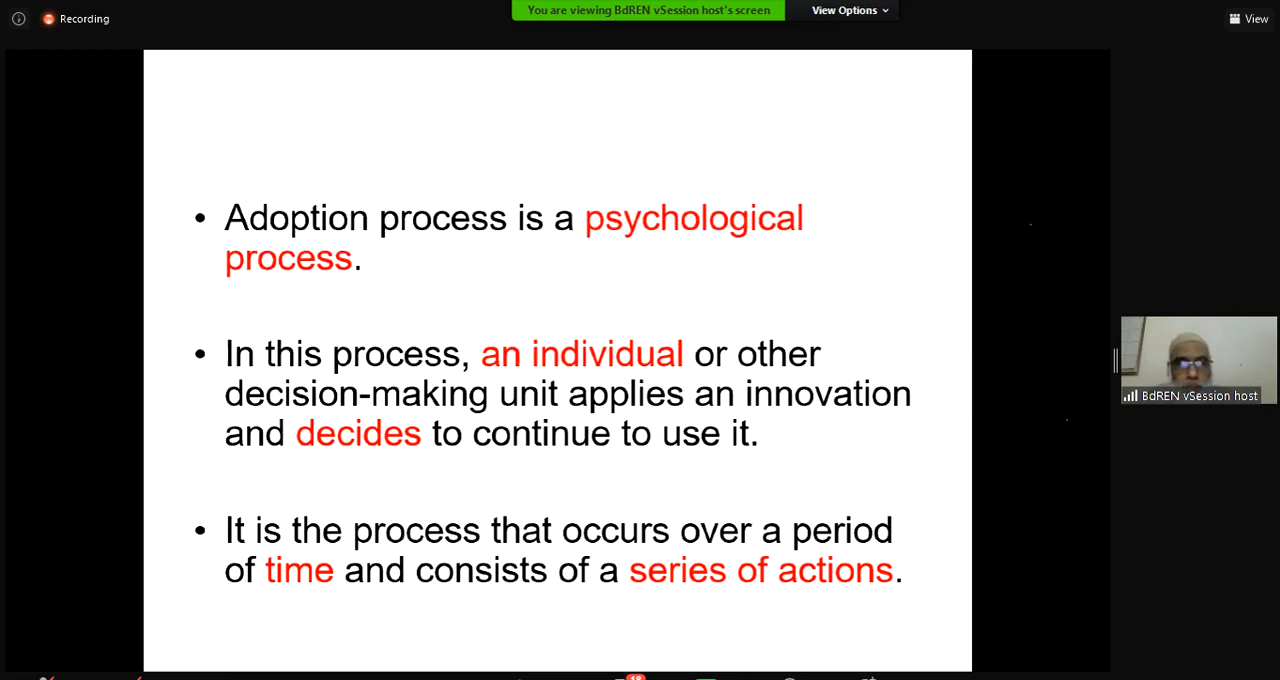 Recording
You are viewing BdREN vSession host's screen
View Options
View
• Adoption process is a psychological
process.
• In this process, an individual or other
decision-making unit applies an innovation
and decides to continue to use it.
• It is the process that occurs over a period
of time and consists of a series of actions.
BdREN vSession host
18